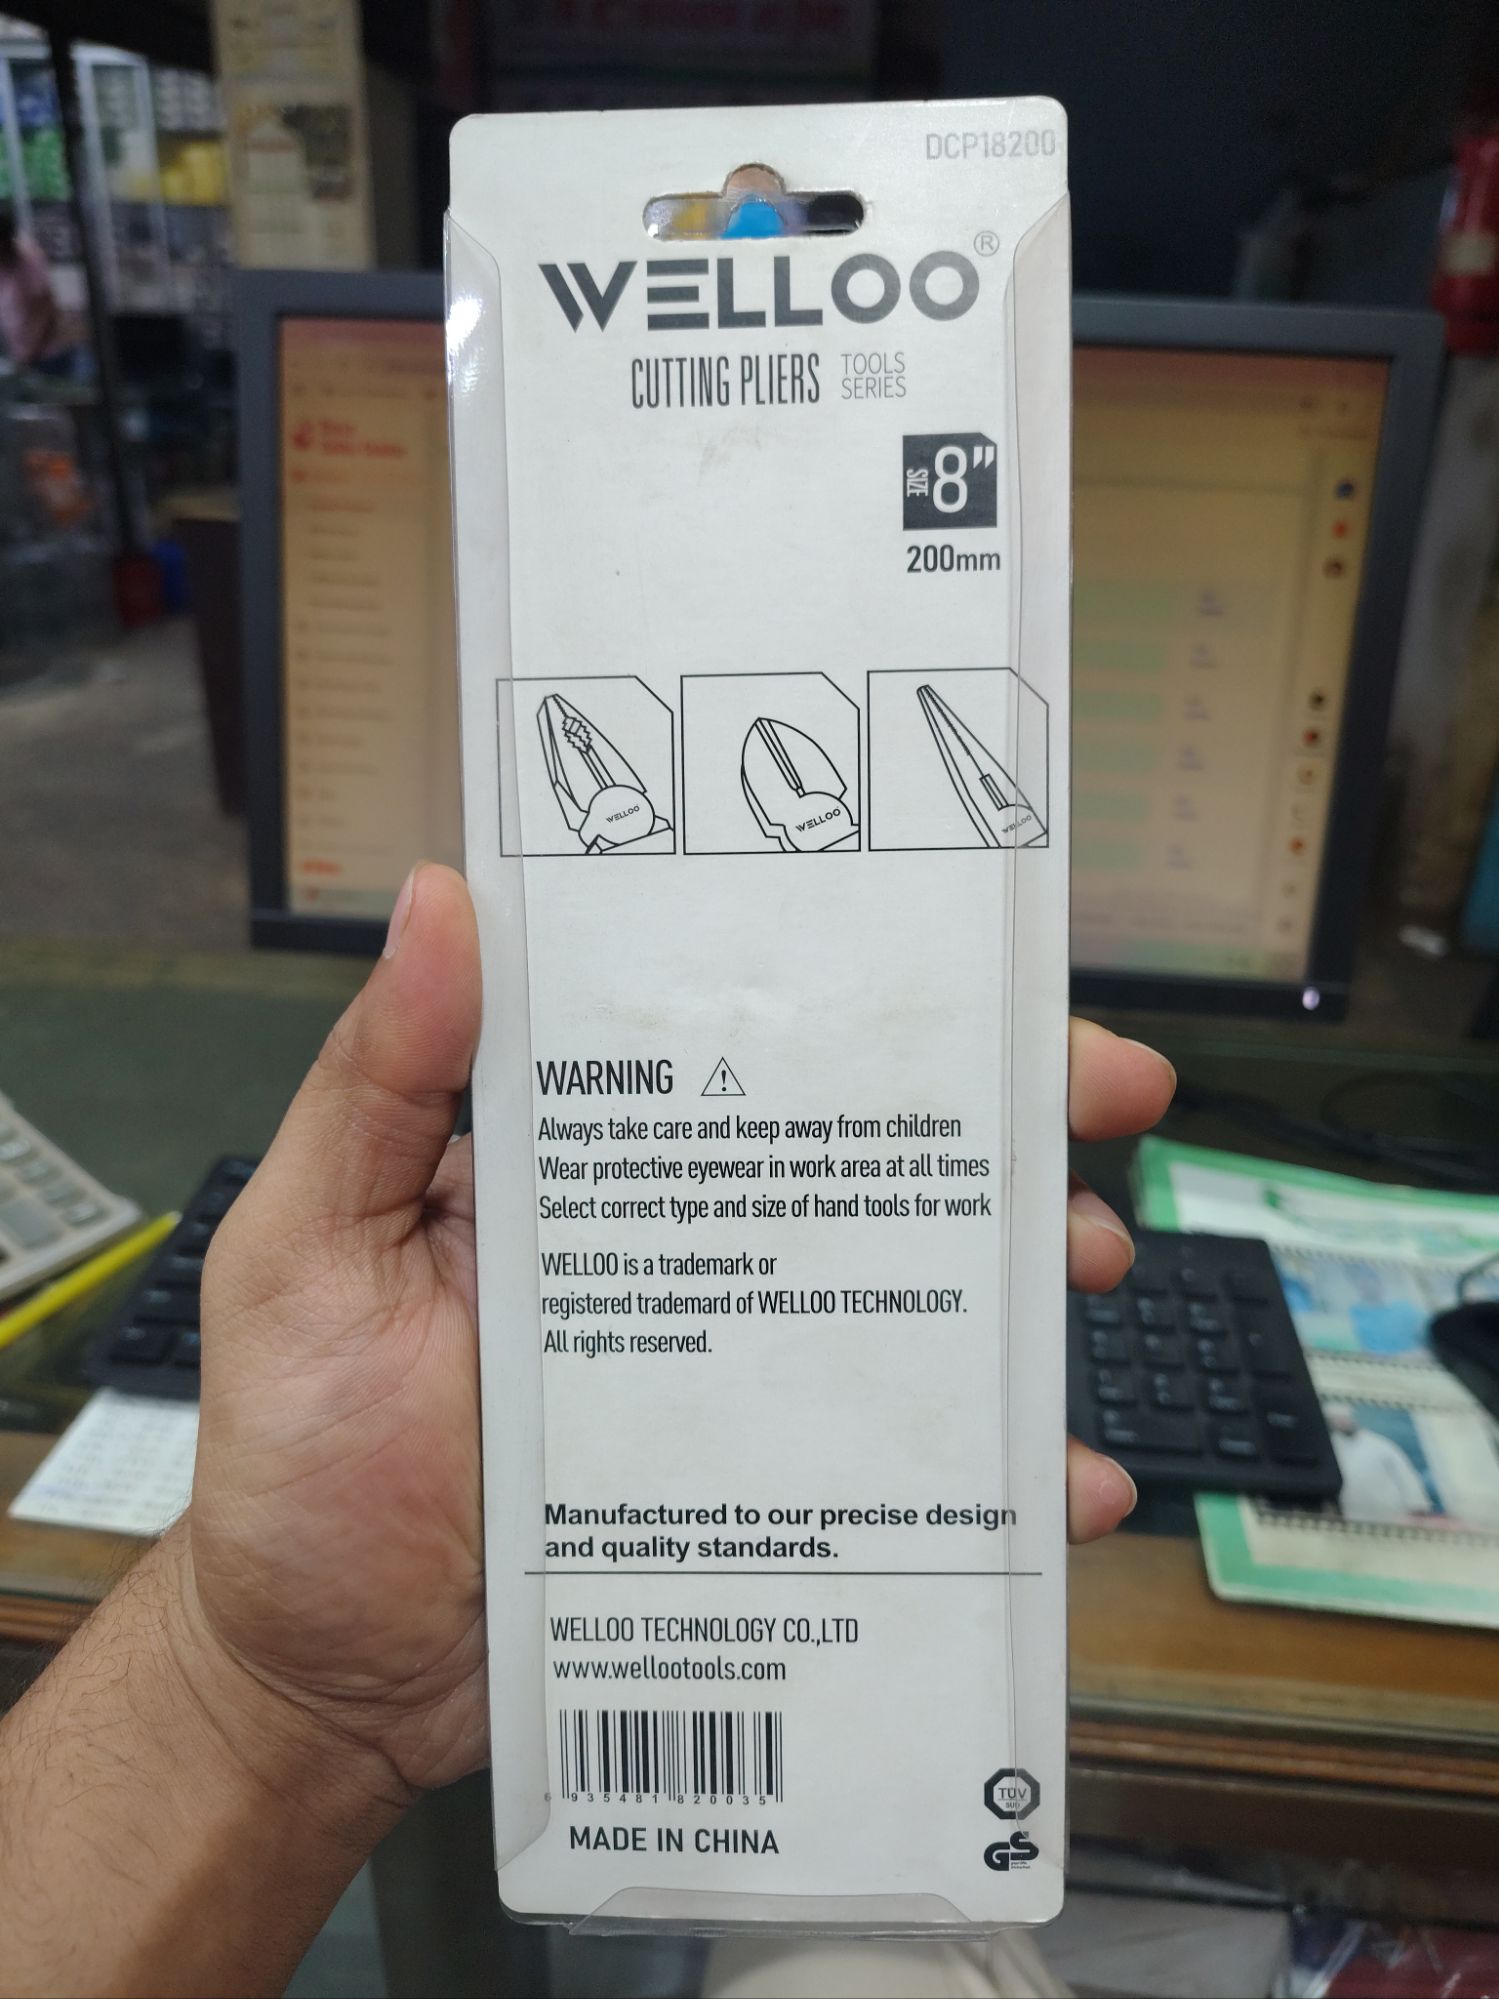 DCP18200
WELLOO®
CUTTING PLIERS
TOOLS
SERIES
SIZE 8"
200mm
WELLOO
WELLOO
WELLOO
WARNING
Always take care and keep away from children
Wear protective eyewear in work area at all times
Select correct type and size of hand tools for work
WELLOO is a trademark or
registered trademard of WELLOO TECHNOLOGY.
All rights reserved.
Manufactured to our precise design
and quality standards.
WELLOO TECHNOLOGY CO.,LTD
www.wellootools.com
6 935481 820035
MADE IN CHINA
TÜV
SÜD
GS